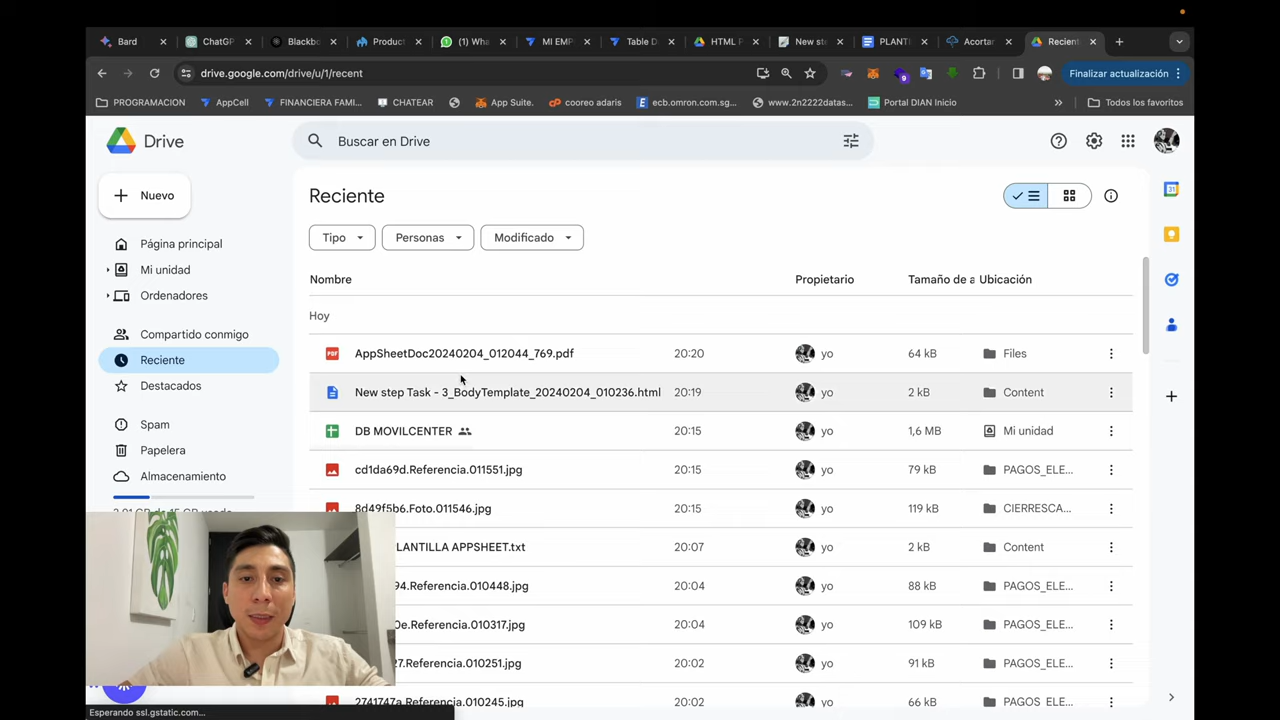 Bard
ChatGP
Blackbo
Product
(1) Wha
MI EMP
Table D
HTML P
New ste
PLANTI
Acortar
Recien
drive.google.com/drive/u/1/recent
Finalizar actualización
PROGRAMACION
AppCell
FINANCIERA FAMI...
CHATEAR
App Suite.
cooreo adaris
ecb.omron.com.sg...
www.2n2222datas...
Portal DIAN Inicio
»
Todos los favoritos
Drive
Buscar en Drive
Nuevo
Página principal
Mi unidad
Ordenadores
Compartido conmigo
Reciente
Destacados
Spam
Papelera
Almacenamiento
Reciente
Tipo
Personas
Modificado
Nombre Propietario Tamaño de a Ubicación
Hoy
AppSheetDoc20240204_012044_769.pdf 20:20 yo 64 kB Files
New step Task - 3_BodyTemplate_20240204_010236.html 20:19 yo 2 kB Content
DB MOVILCENTER 20:15 yo 1,6 MB Mi unidad
cd1da69d.Referencia.011551.jpg 20:15 yo 79 kB PAGOS_ELE...
8d49f5b6.Foto.011546.jpg 20:15 yo 119 kB CIERRESCA...
LANTILLA APPSHEET.txt 20:07 yo 2 kB Content
94.Referencia.010448.jpg 20:04 yo 88 kB PAGOS_ELE...
0e.Referencia.010317.jpg 20:04 yo 109 kB PAGOS_ELE...
27.Referencia.010251.jpg 20:02 yo 91 kB PAGOS_ELE...
2741747a.Referencia.010245.jpg 20:02 yo 66 kB PAGOS_ELE...
Esperando ssl.gstatic.com...